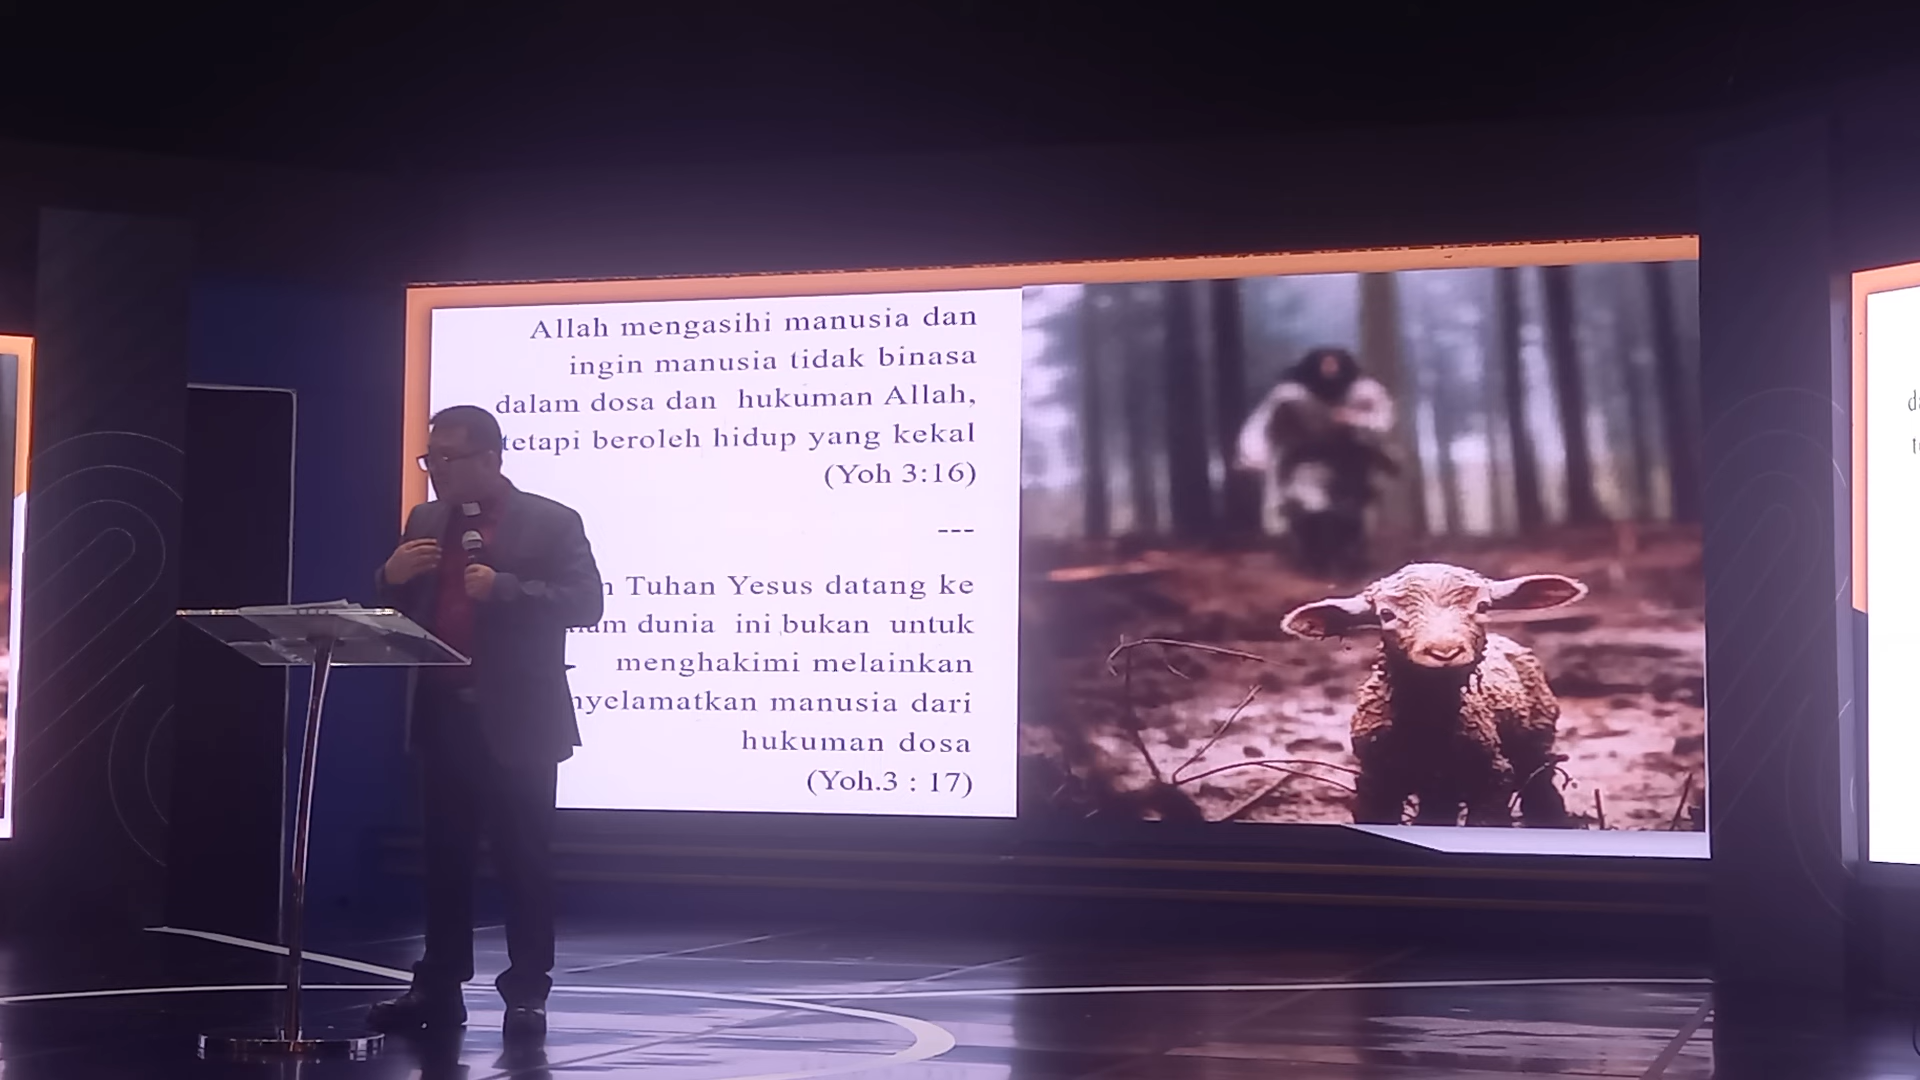 Allah mengasihi manusia dan
ingin manusia tidak binasa
dalam dosa dan hukuman Allah,
tetapi beroleh hidup yang kekal
(Yoh 3:16)
---
Tuhan Yesus datang ke
dunia ini bukan untuk
menghakimi melainkan
nyelamatkan manusia dari
hukuman dosa
(Yoh.3 : 17)